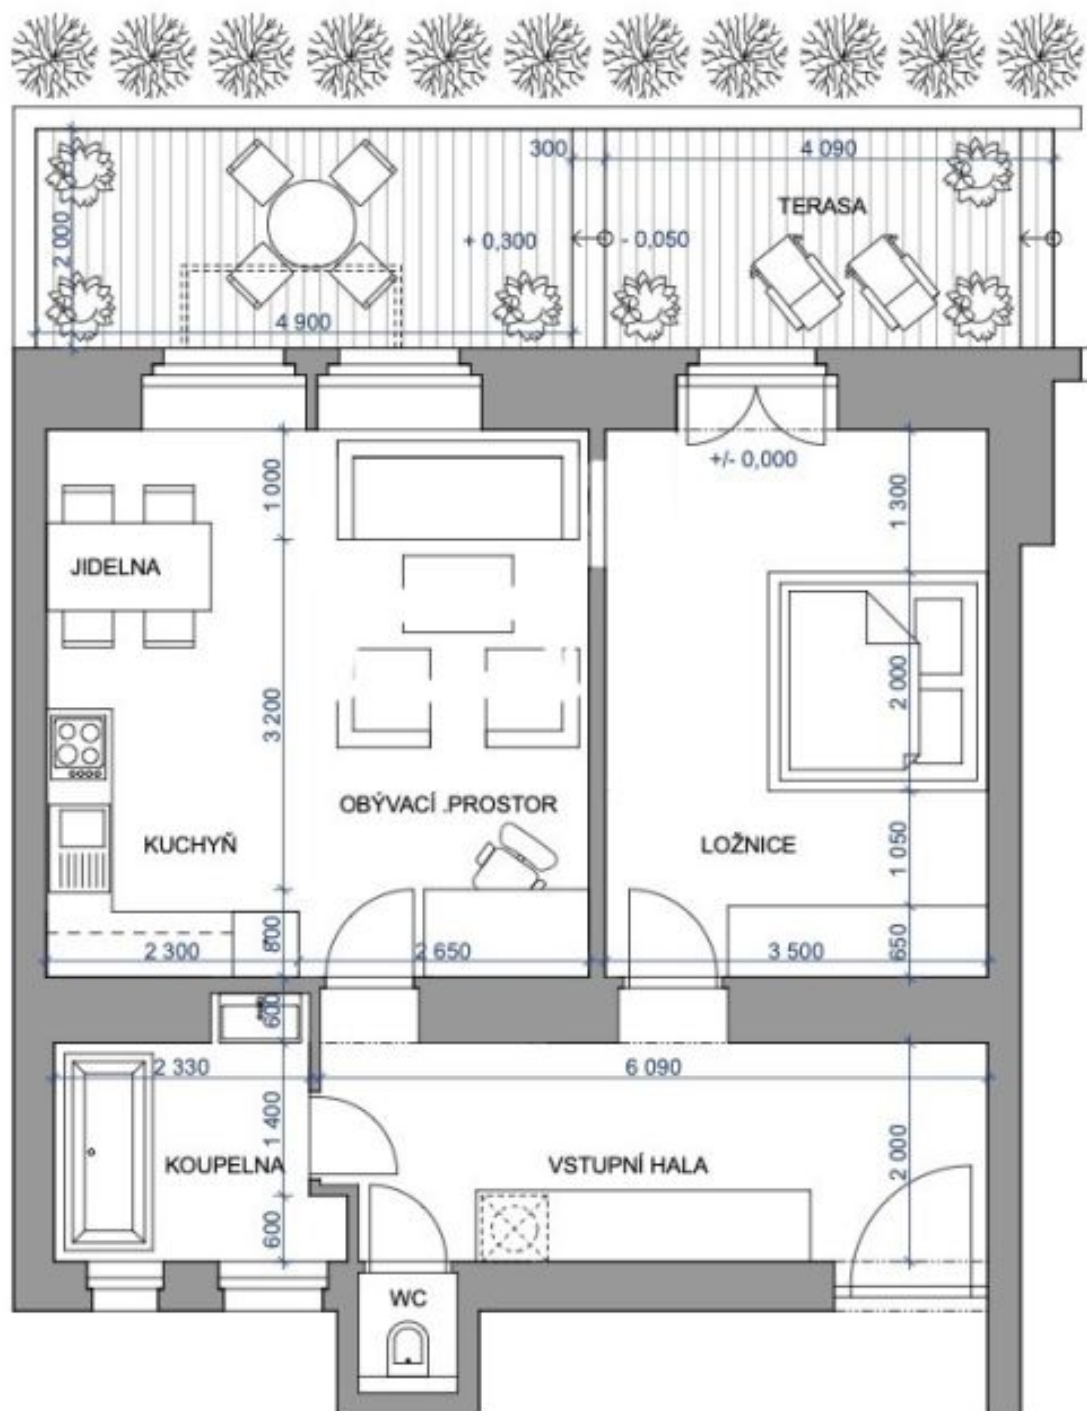 300
4 090
TERASA
2 000
+ 0,300
- 0,050
4 900
+/- 0,000
1 000
1 300
JIDELNA
3 200
2 000
OBÝVACÍ .PROSTOR
KUCHYŇ
LOŽNICE
1 050
800
2 300
2 650
3 500
650
600
2 330
6 090
1 400
2 000
KOUPELNA
VSTUPNÍ HALA
600
WC